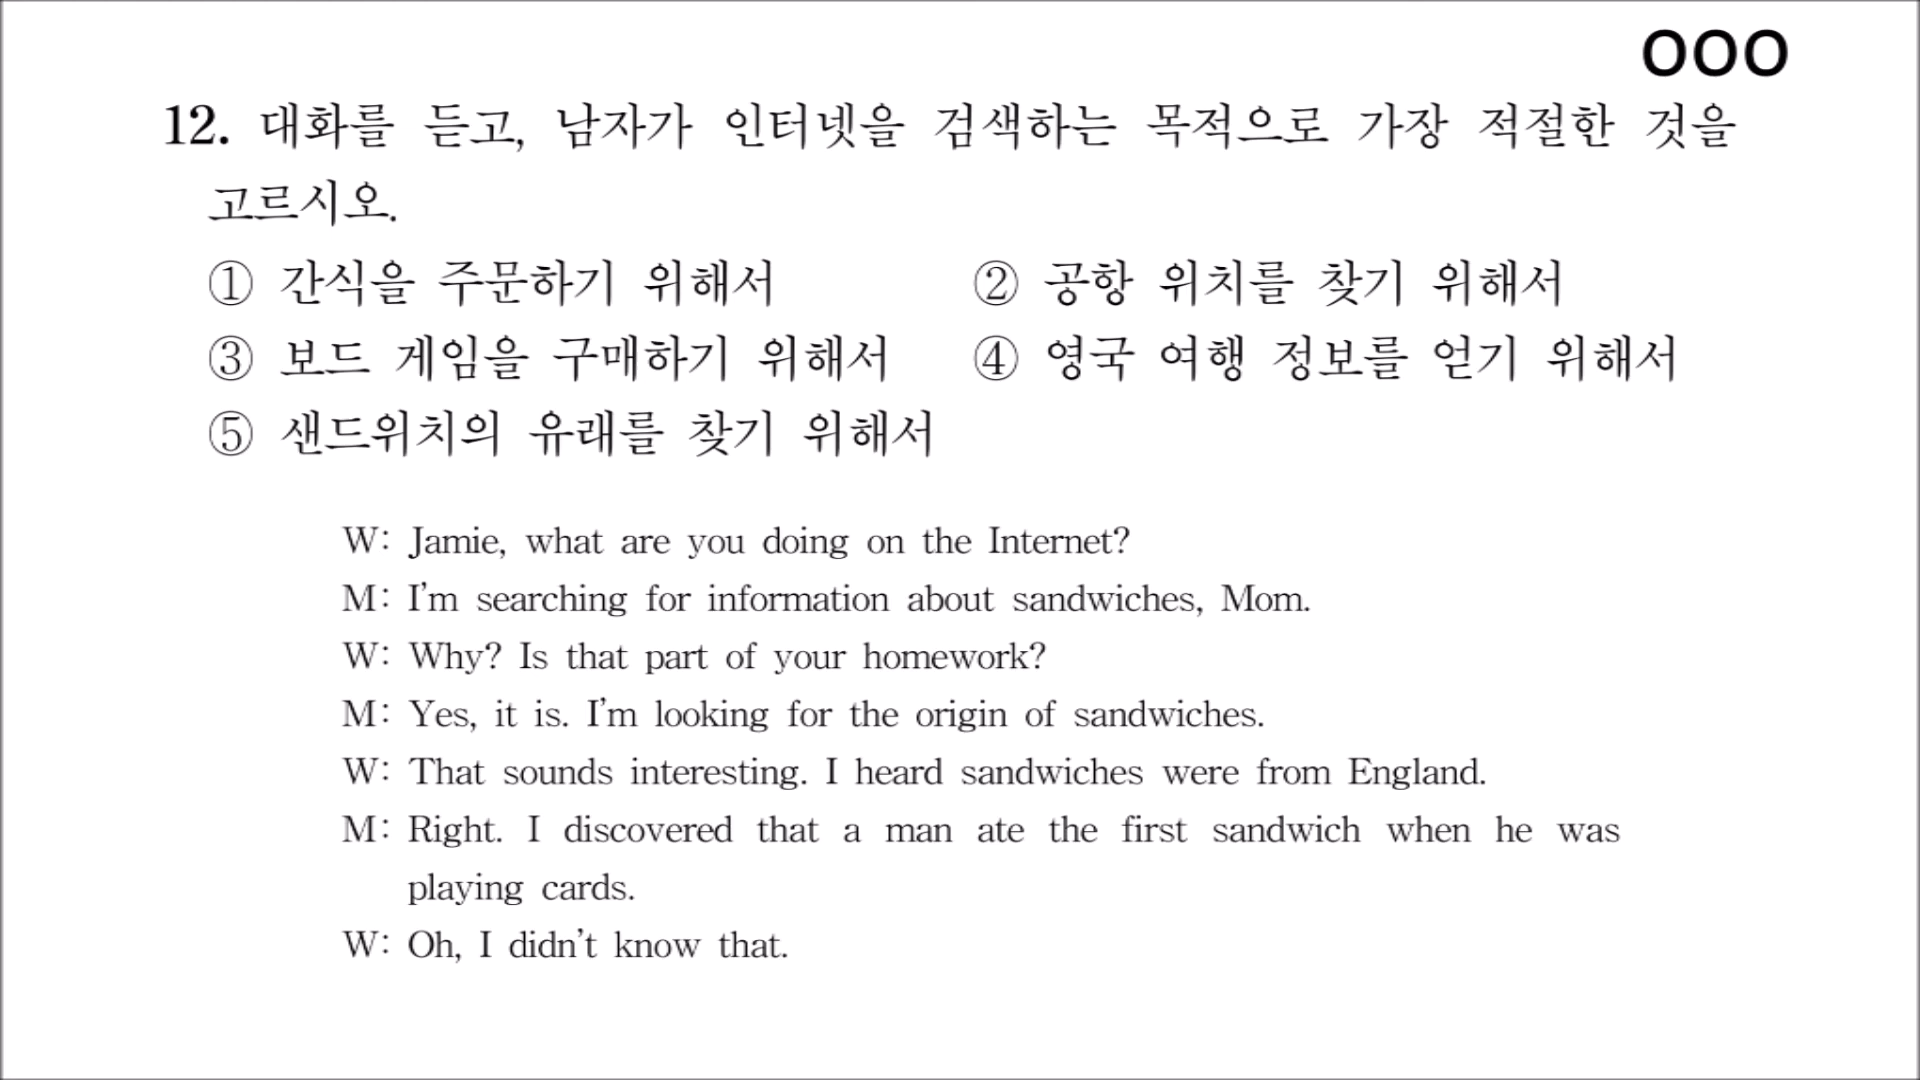 OOO
12. 대화를 듣고, 남자가 인터넷을 검색하는 목적으로 가장 적절한 것을
고르시오.
① 간식을 주문하기 위해서 ② 공항 위치를 찾기 위해서
③ 보드 게임을 구매하기 위해서 ④ 영국 여행 정보를 얻기 위해서
⑤ 샌드위치의 유래를 찾기 위해서
W: Jamie, what are you doing on the Internet?
M: I'm searching for information about sandwiches, Mom.
W: Why? Is that part of your homework?
M: Yes, it is. I'm looking for the origin of sandwiches.
W: That sounds interesting. I heard sandwiches were from England.
M: Right. I discovered that a man ate the first sandwich when he was
playing cards.
W: Oh, I didn't know that.